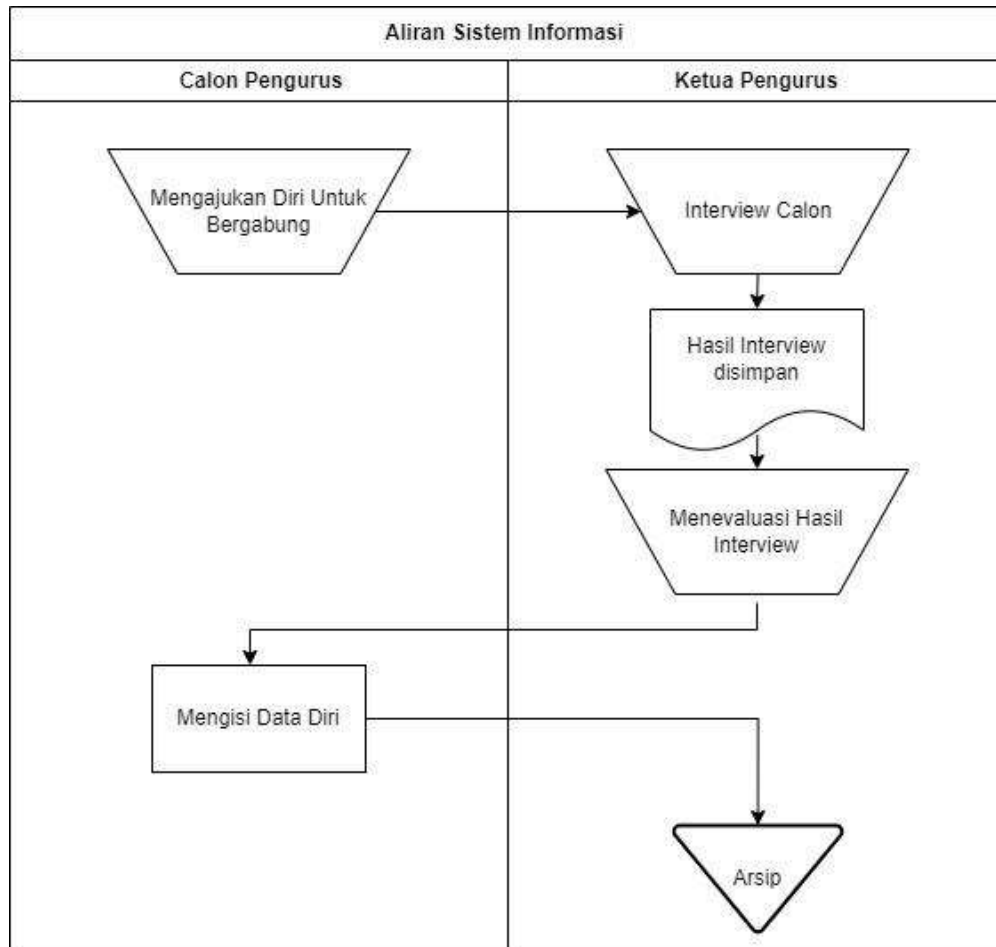 Aliran Sistem Informasi
Calon Pengurus
Ketua Pengurus
Mengajukan Diri Untuk
Bergabung
Interview Calon
Hasil Interview
disimpan
Menevaluasi Hasil
Interview
Mengisi Data Diri
Arsip